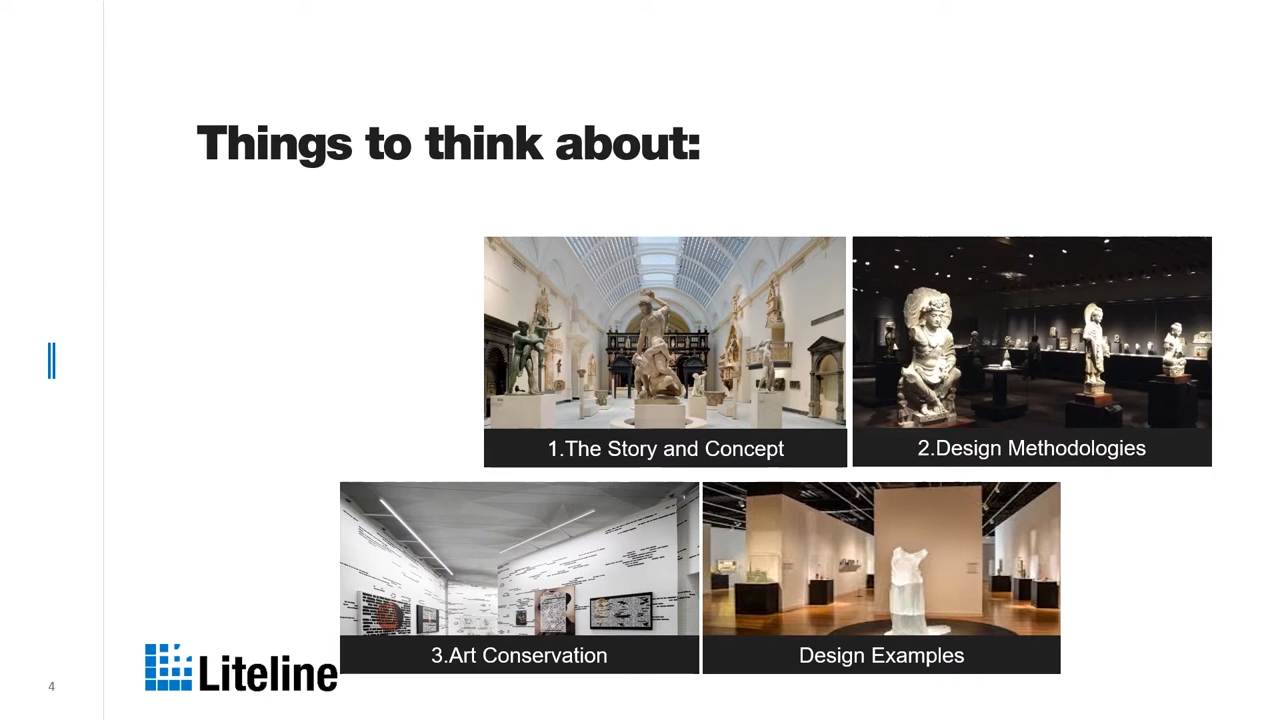 Things to think about:
1.The Story and Concept
2.Design Methodologies
3.Art Conservation
Design Examples
Liteline
4